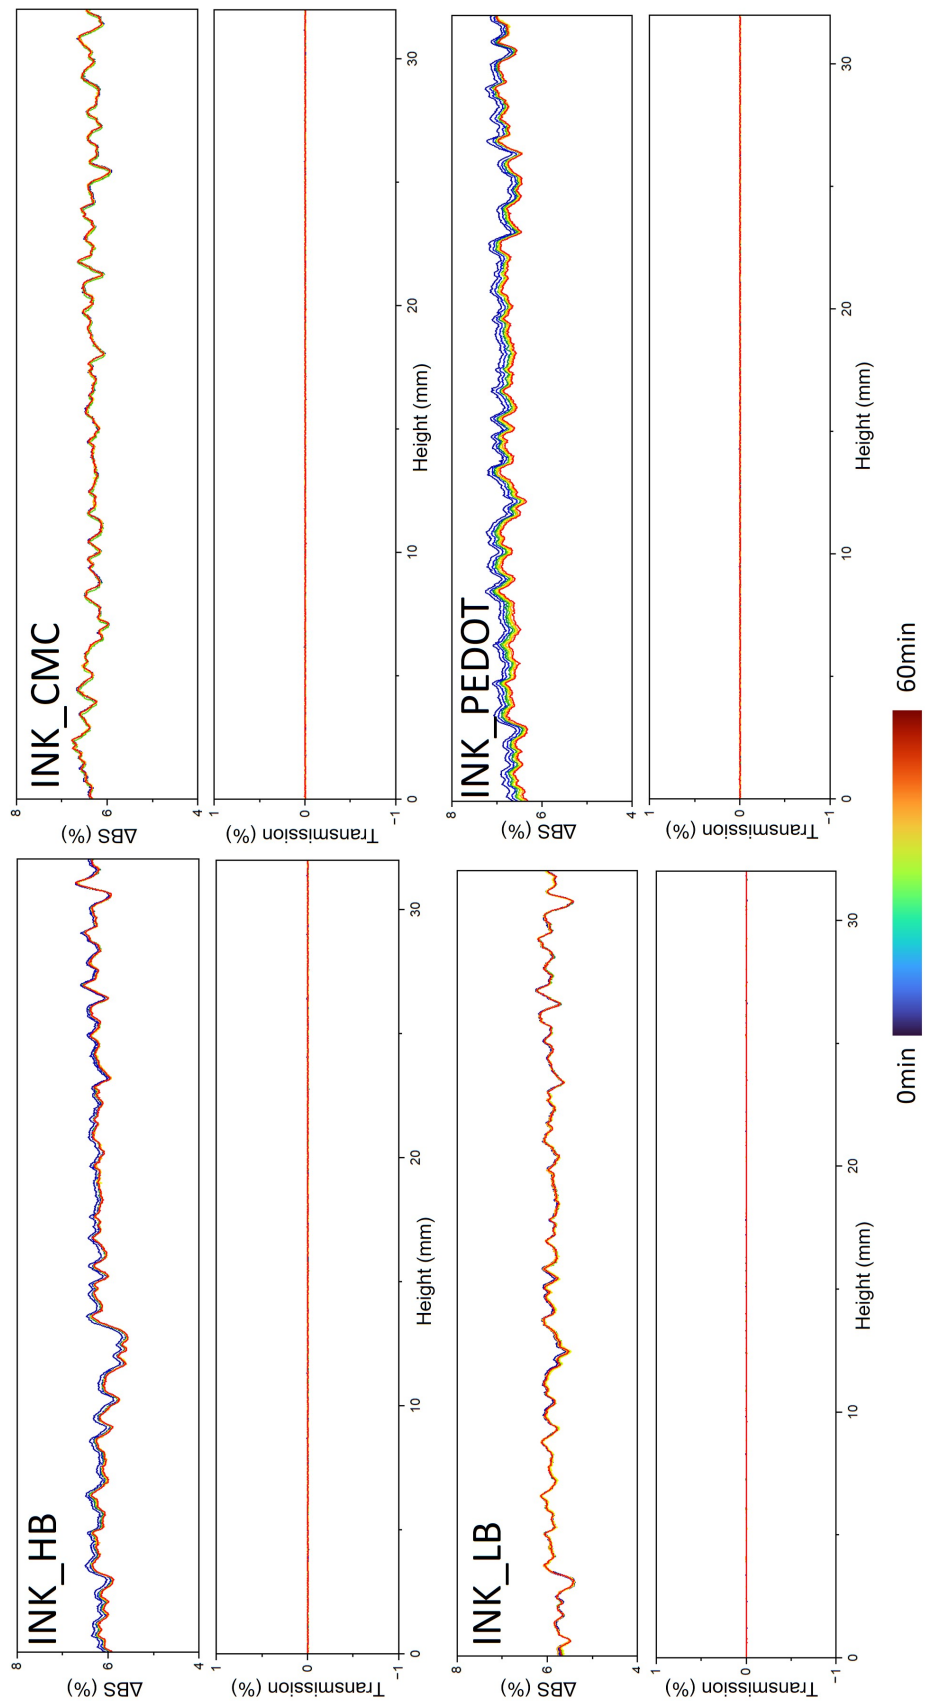 INK_HB
8
6
4
ΔBS (%)
1
0
−1
Transmission (%)
0
10
20
30
Height (mm)
INK_CMC
8
6
4
ΔBS (%)
1
0
−1
Transmission (%)
0
10
20
30
Height (mm)
INK_LB
8
6
4
ΔBS (%)
1
0
−1
Transmission (%)
0
10
20
30
Height (mm)
INK_PEDOT
8
6
4
ΔBS (%)
1
0
−1
Transmission (%)
0
10
20
30
Height (mm)
0min
60min